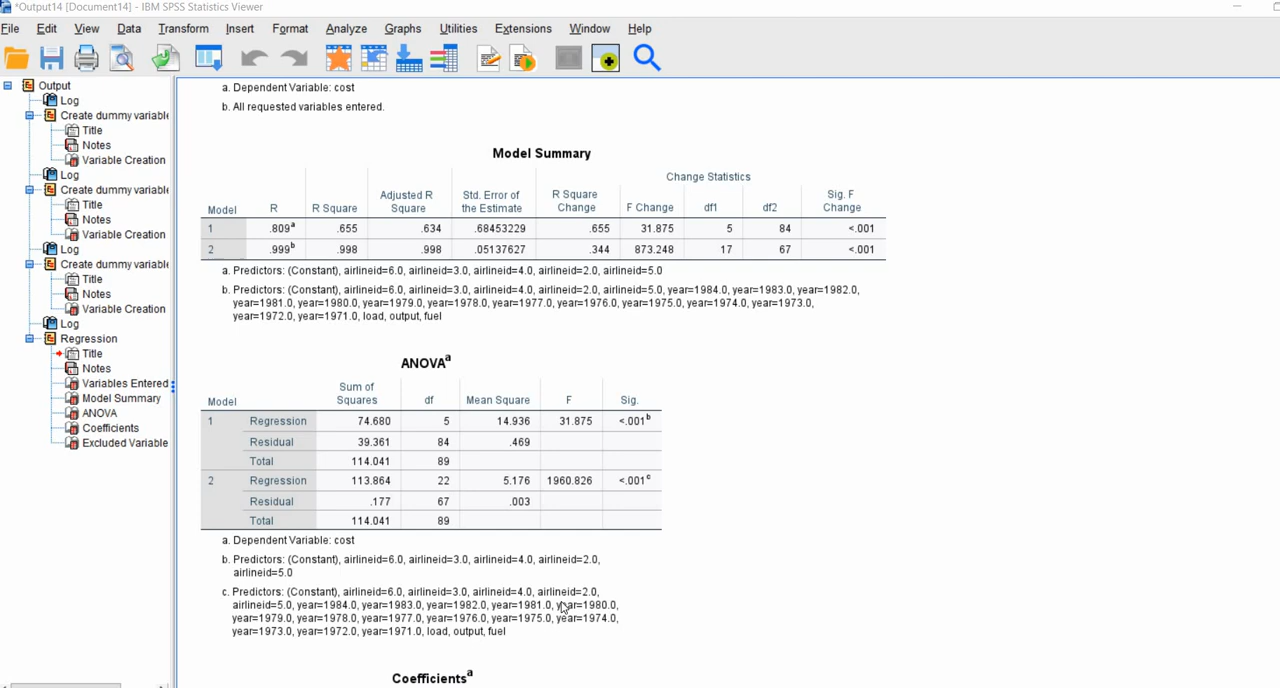 *Output14 [Document14] - IBM SPSS Statistics Viewer
File Edit View Data Transform Insert Format Analyze Graphs Utilities Extensions Window Help
Output
Log
Create dummy variable
Title
Notes
Variable Creation
Log
Create dummy variable
Title
Notes
Variable Creation
Log
Create dummy variable
Title
Notes
Variable Creation
Log
Regression
Title
Notes
Variables Entered
Model Summary
ANOVA
Coefficients
Excluded Variable
a. Dependent Variable: cost
b. All requested variables entered.
Model Summary
Change Statistics
Model R R Square Adjusted R Square Std. Error of the Estimate R Square Change F Change df1 df2 Sig. F Change
1 .809a .655 .634 .68453229 .655 31.875 5 84 <.001
2 .999b .998 .998 .05137627 .344 873.248 17 67 <.001
a. Predictors: (Constant), airlineid=6.0, airlineid=3.0, airlineid=4.0, airlineid=2.0, airlineid=5.0
b. Predictors: (Constant), airlineid=6.0, airlineid=3.0, airlineid=4.0, airlineid=2.0, airlineid=5.0, year=1984.0, year=1983.0, year=1982.0,
year=1981.0, year=1980.0, year=1979.0, year=1978.0, year=1977.0, year=1976.0, year=1975.0, year=1974.0, year=1973.0,
year=1972.0, year=1971.0, load, output, fuel
ANOVAa
Model Sum of Squares df Mean Square F Sig.
1 Regression 74.680 5 14.936 31.875 <.001b
Residual 39.361 84 .469
Total 114.041 89
2 Regression 113.864 22 5.176 1960.826 <.001c
Residual .177 67 .003
Total 114.041 89
a. Dependent Variable: cost
b. Predictors: (Constant), airlineid=6.0, airlineid=3.0, airlineid=4.0, airlineid=2.0,
airlineid=5.0
c. Predictors: (Constant), airlineid=6.0, airlineid=3.0, airlineid=4.0, airlineid=2.0,
airlineid=5.0, year=1984.0, year=1983.0, year=1982.0, year=1981.0, year=1980.0,
year=1979.0, year=1978.0, year=1977.0, year=1976.0, year=1975.0, year=1974.0,
year=1973.0, year=1972.0, year=1971.0, load, output, fuel
Coefficientsa